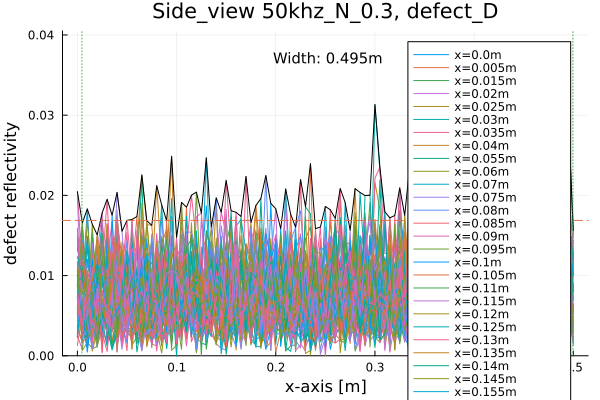 Side_view 50khz_N_0.3, defect_D
0.04
Width: 0.495m
0.03
0.02
0.01
0.00
defect reflectivity
0.0
0.1
0.2
0.3
.5
x-axis [m]
x=0.0m
x=0.005m
x=0.015m
x=0.02m
x=0.025m
x=0.03m
x=0.035m
x=0.04m
x=0.055m
x=0.06m
x=0.07m
x=0.075m
x=0.08m
x=0.085m
x=0.09m
x=0.095m
x=0.1m
x=0.105m
x=0.11m
x=0.115m
x=0.12m
x=0.125m
x=0.13m
x=0.135m
x=0.14m
x=0.145m
x=0.155m